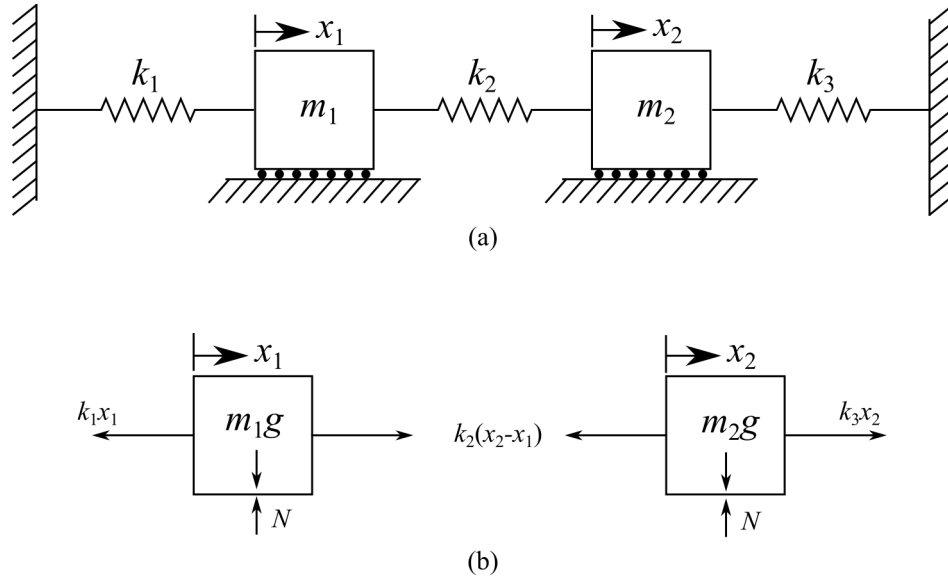 x₁ x₂
k₁ k₂ k₃
m₁ m₂
(a)
x₁ x₂
k₁x₁ m₁g k₂(x₂-x₁) m₂g k₃x₂
N N
(b)